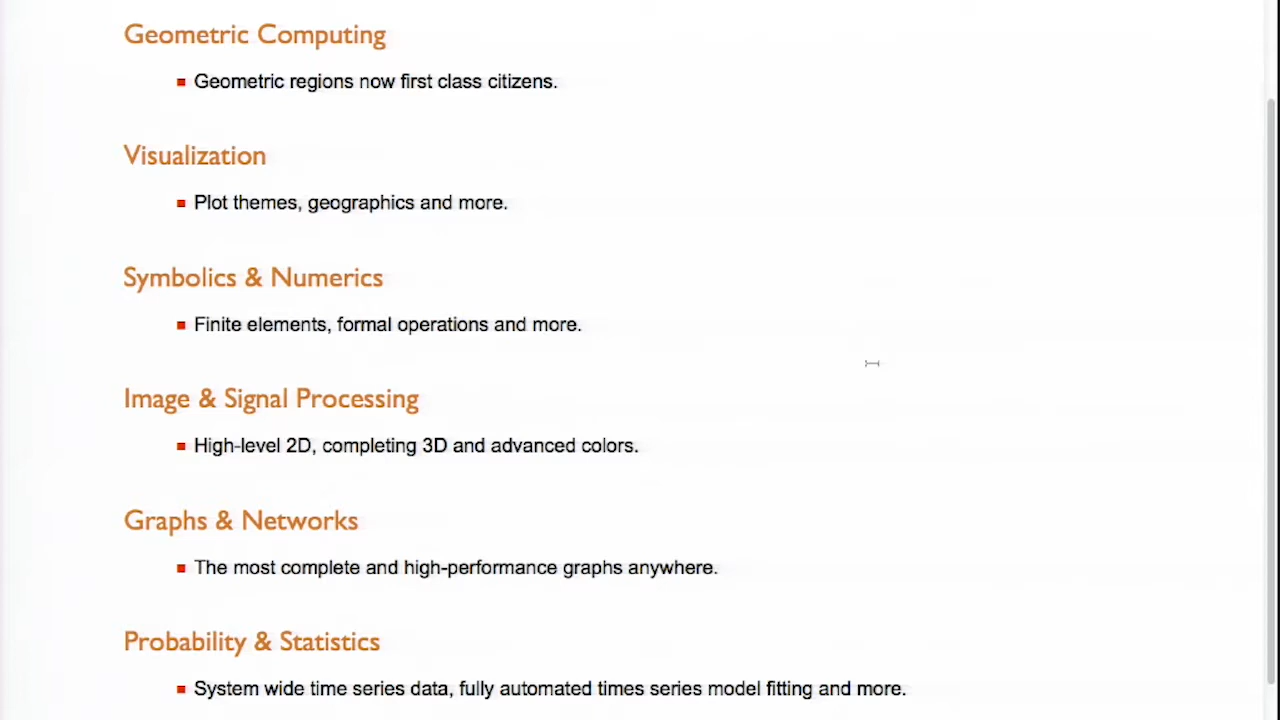 Geometric Computing
Geometric regions now first class citizens.
Visualization
Plot themes, geographics and more.
Symbolics & Numerics
Finite elements, formal operations and more.
Image & Signal Processing
High-level 2D, completing 3D and advanced colors.
Graphs & Networks
The most complete and high-performance graphs anywhere.
Probability & Statistics
System wide time series data, fully automated times series model fitting and more.